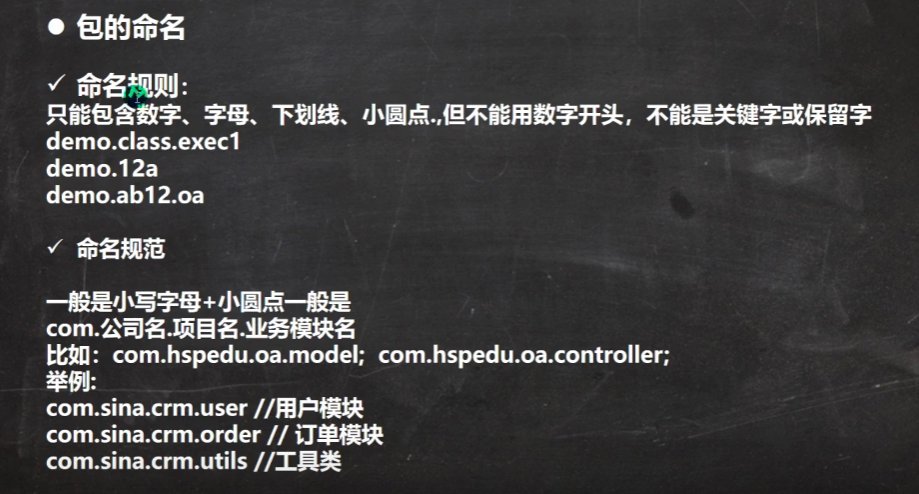 ● 包的命名
✓ 命名规则：
只能包含数字、字母、下划线、小圆点.,但不能用数字开头，不能是关键字或保留字
demo.class.exec1
demo.12a
demo.ab12.oa
✓ 命名规范
一般是小写字母+小圆点一般是
com.公司名.项目名.业务模块名
比如：com.hspedu.oa.model; com.hspedu.oa.controller;
举例:
com.sina.crm.user //用户模块
com.sina.crm.order // 订单模块
com.sina.crm.utils //工具类